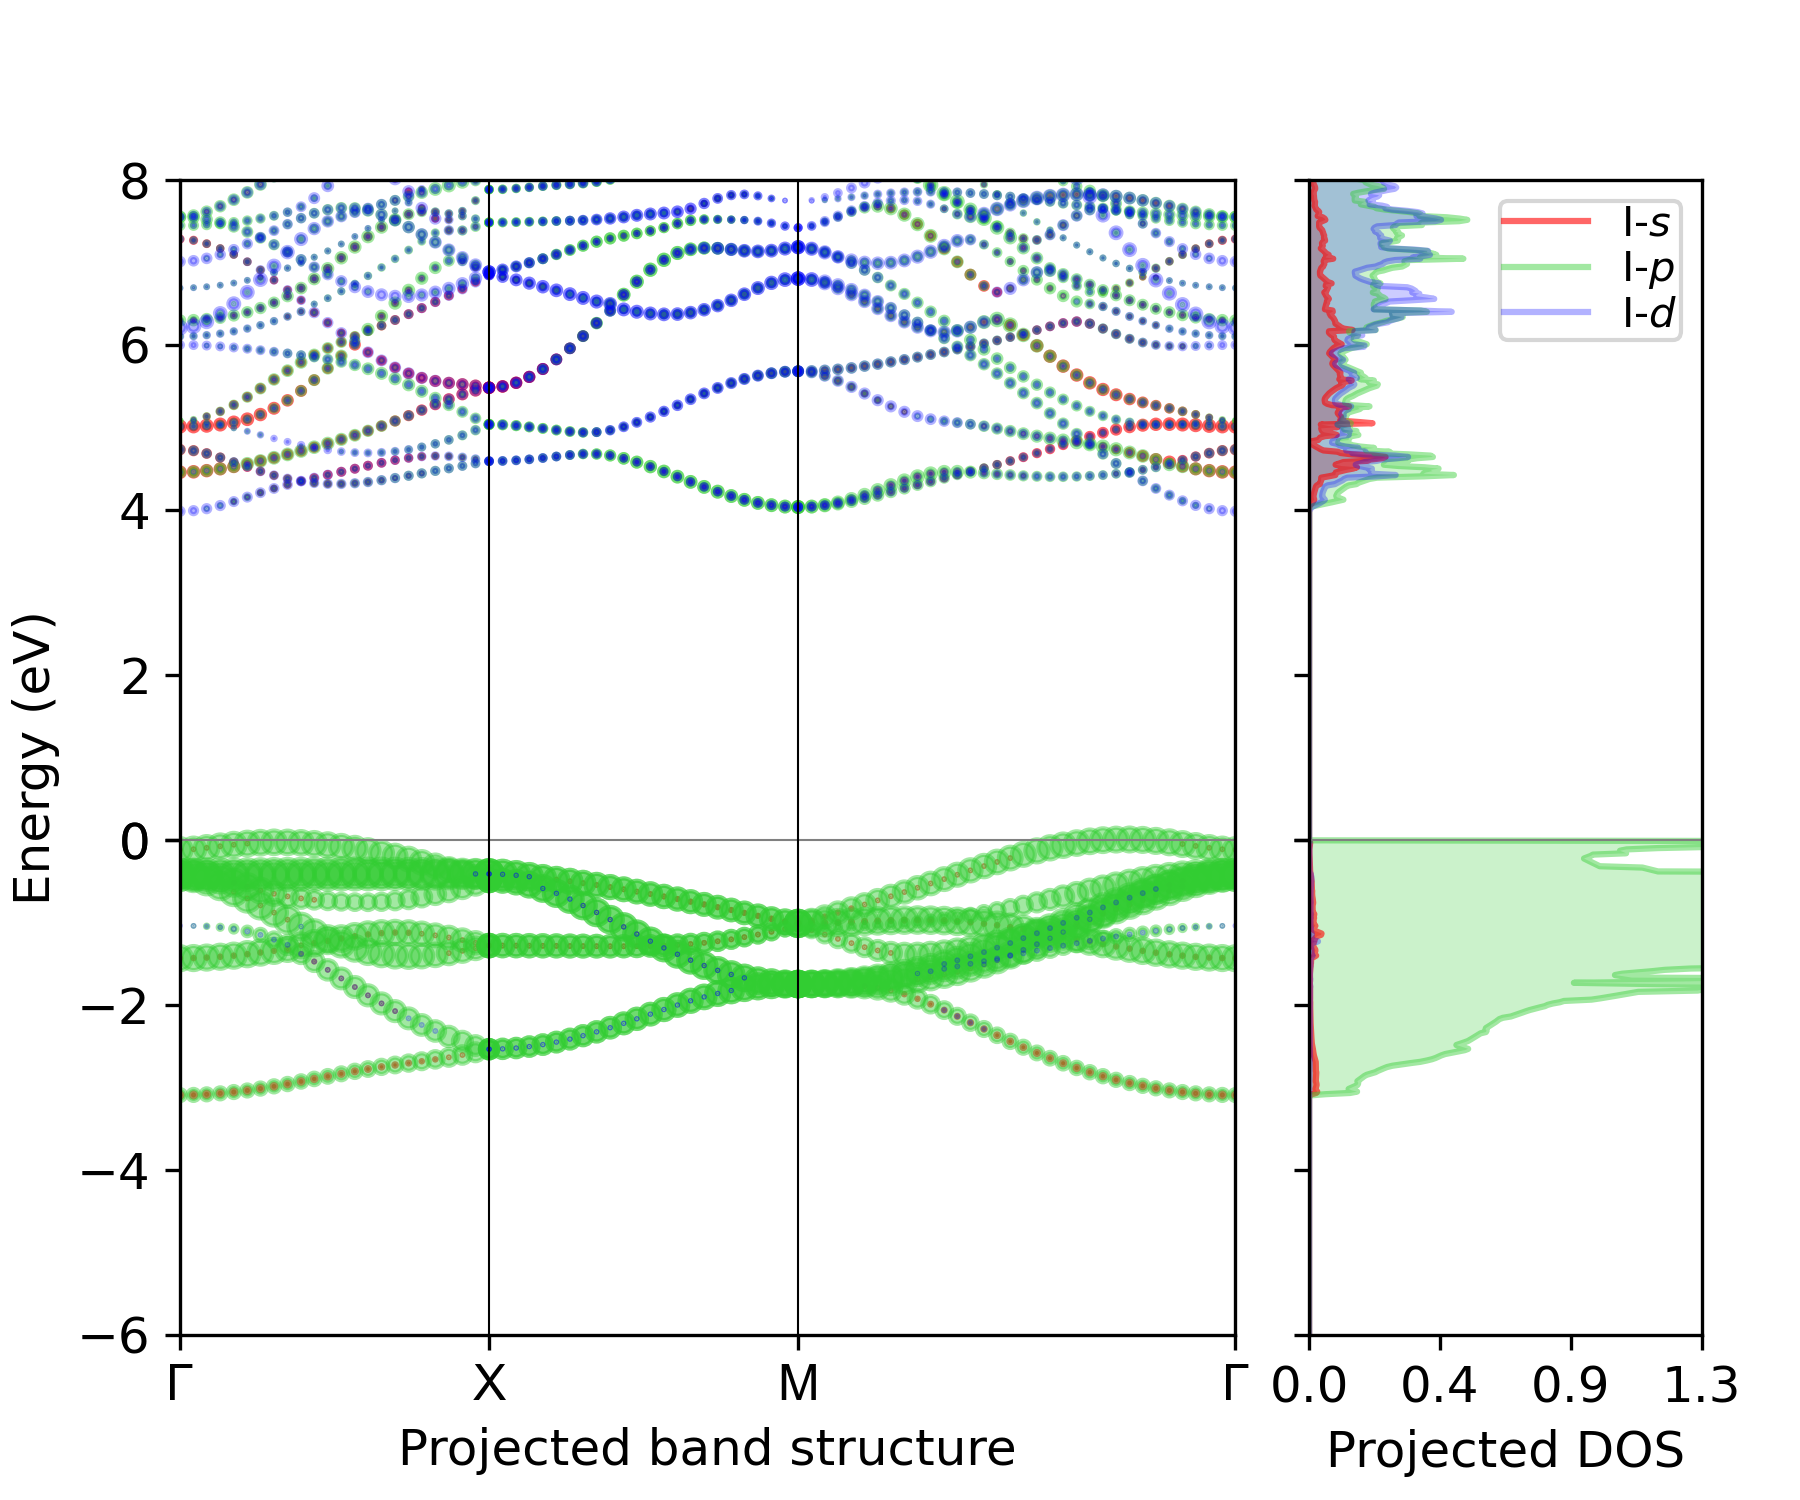 8
6
4
2
0
−2
−4
−6
Energy (eV)
Γ X M Γ
Projected band structure
I-s
I-p
I-d
0.0 0.4 0.9 1.3
Projected DOS